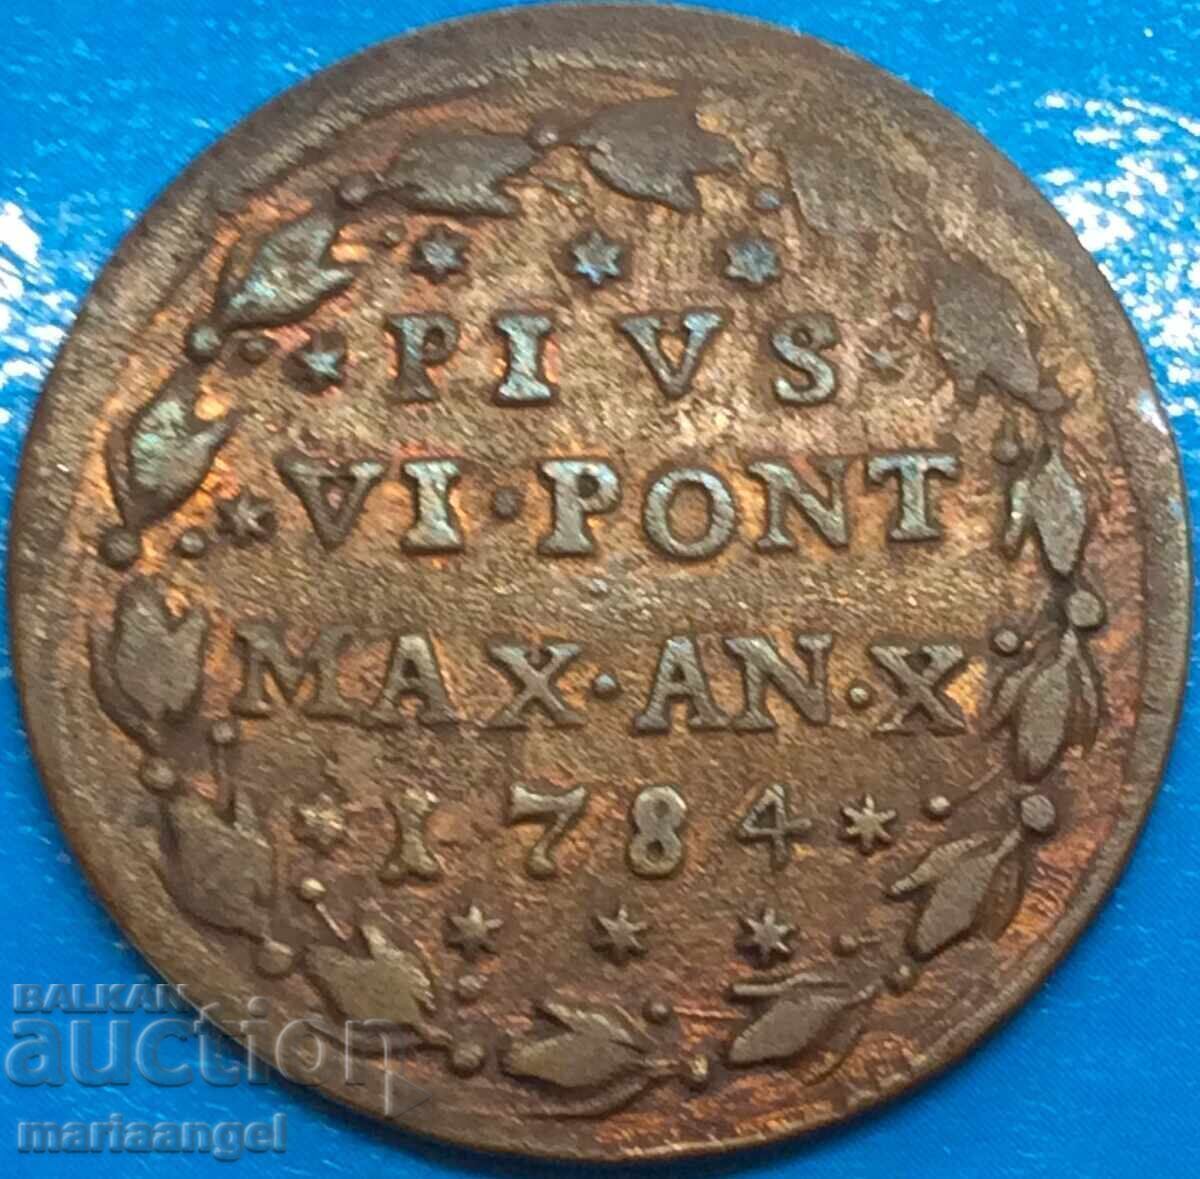 PIVS
VI·PONT
MAX·AN·X
1784
BALKAN
auction
mariaangel